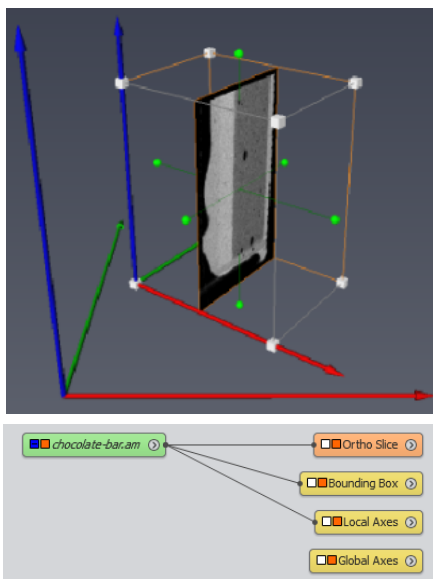 chocolate-bar.am
Ortho Slice
Bounding Box
Local Axes
Global Axes